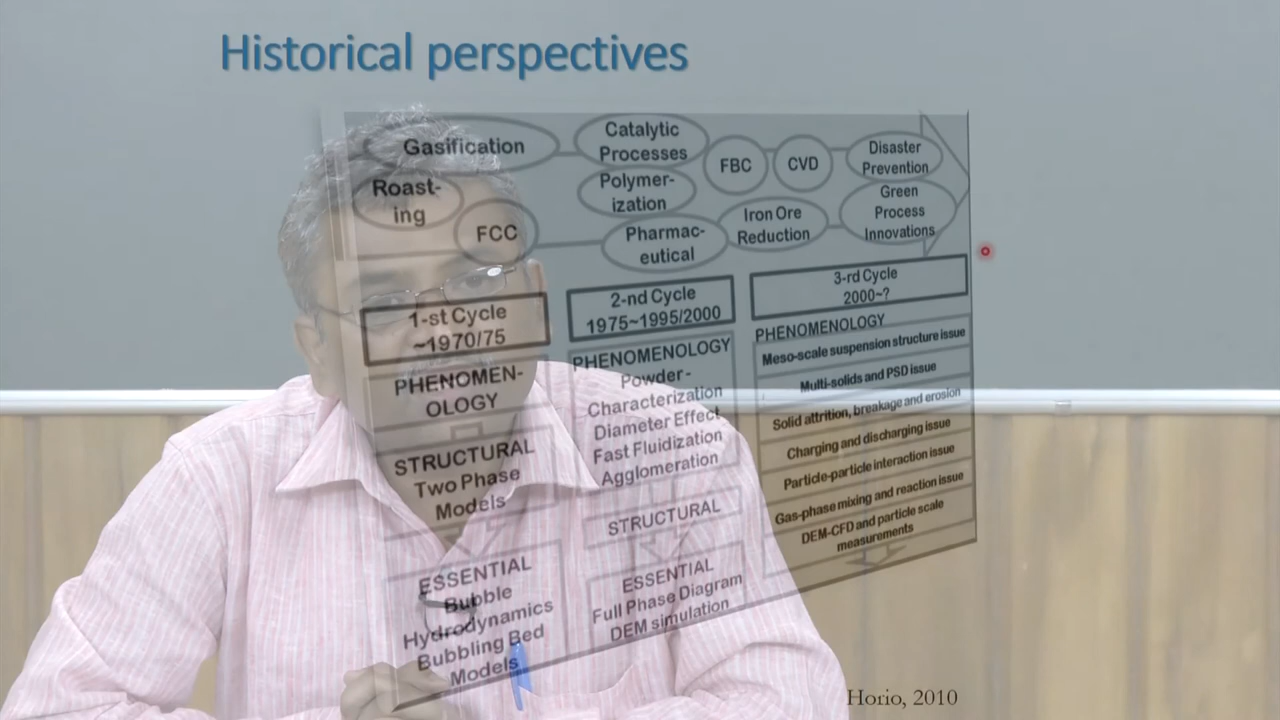 Historical perspectives
Gasification
Roast-
ing
FCC
Catalytic
Processes
Polymer-
ization
Pharmac-
eutical
FBC
CVD
Iron Ore
Reduction
Disaster
Prevention
Green
Process
Innovations
1-st Cycle
~1970/75
PHENOMEN-
OLOGY
STRUCTURAL
Two Phase
Models
ESSENTIAL
Bubble
Hydrodynamics
Bubbling Bed
Models
2-nd Cycle
1975~1995/2000
PHENOMENOLOGY
Powder-
Characterization
Diameter Effect
Fast Fluidization
Agglomeration
STRUCTURAL
ESSENTIAL
Full Phase Diagram
DEM simulation
3-rd Cycle
2000~?
PHENOMENOLOGY
Meso-scale suspension structure issue
Multi-solids and PSD issue
Solid attrition, breakage and erosion
Charging and discharging issue
Particle-particle interaction issue
Gas-phase mixing and reaction issue
DEM-CFD and particle scale
measurements
Horio, 2010